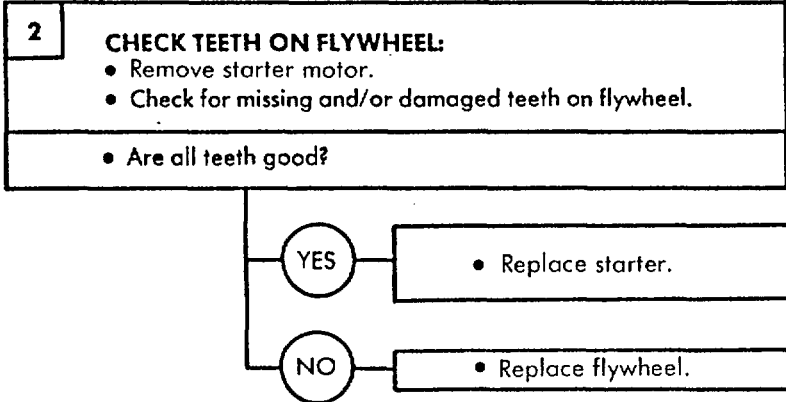 2
CHECK TEETH ON FLYWHEEL:
• Remove starter motor.
• Check for missing and/or damaged teeth on flywheel.
• Are all teeth good?
YES
• Replace starter.
NO
• Replace flywheel.